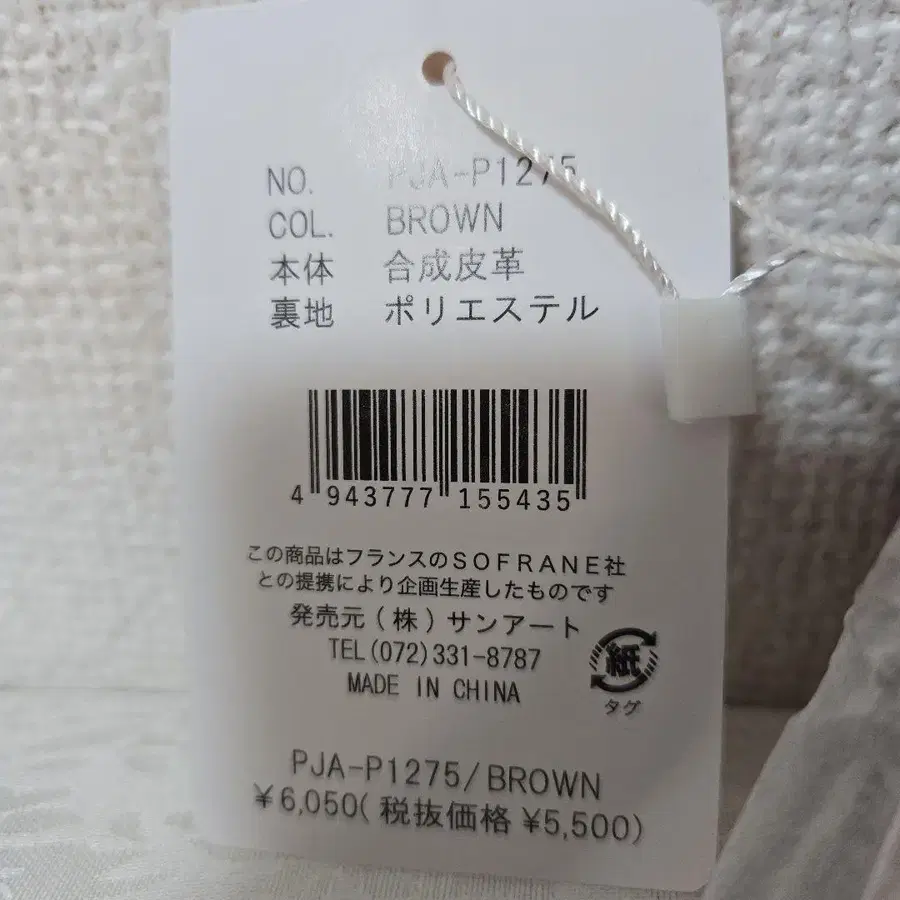 NO. PJA-P1275
COL. BROWN
本体 合成皮革
裏地 ポリエステル
4 943777 155435
この商品はフランスのSOFRANE社
との提携により企画生産したものです
発売元(株)サンアート
TEL(072)331-8787
MADE IN CHINA
紙
タグ
PJA-P1275/BROWN
¥6,050(税抜価格 ¥5,500)